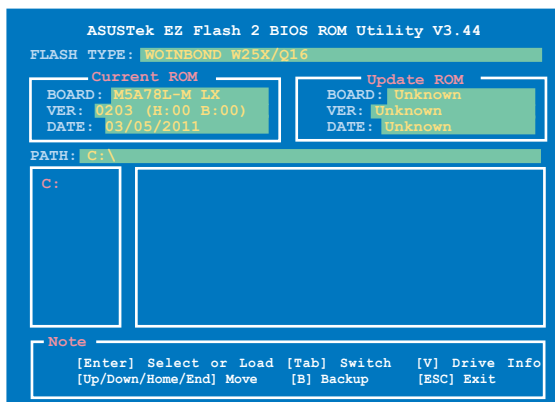 ASUSTek EZ Flash 2 BIOS ROM Utility V3.44
FLASH TYPE: WOINBOND W25X/Q16
Current ROM
BOARD: M5A78L-M LX
VER: 0203 (H:00 B:00)
DATE: 03/05/2011
Update ROM
BOARD: Unknown
VER: Unknown
DATE: Unknown
PATH: C:\
C:
Note
[Enter] Select or Load [Tab] Switch [V] Drive Info
[Up/Down/Home/End] Move [B] Backup [ESC] Exit